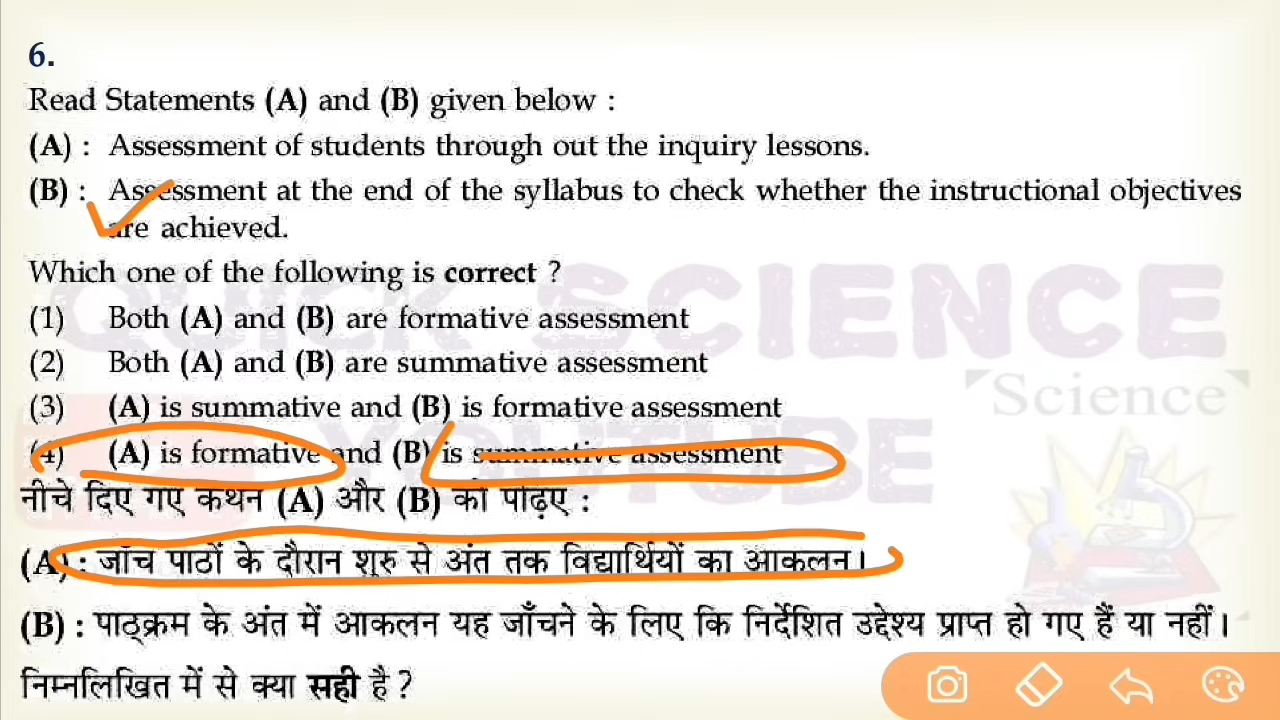 6.
Read Statements (A) and (B) given below :
(A) : Assessment of students through out the inquiry lessons.
(B) : Assessment at the end of the syllabus to check whether the instructional objectives
are achieved.
Which one of the following is correct ?
(1) Both (A) and (B) are formative assessment
(2) Both (A) and (B) are summative assessment
(3) (A) is summative and (B) is formative assessment
(4) (A) is formative and (B) is summative assessment
नीचे दिए गए कथन (A) और (B) को पढ़िए :
(A) : जाँच पाठों के दौरान शुरु से अंत तक विद्यार्थियों का आकलन।
(B) : पाठ्क्रम के अंत में आकलन यह जाँचने के लिए कि निर्देशित उद्देश्य प्राप्त हो गए हैं या नहीं।
निम्नलिखित में से क्या सही है ?
QUICK SCIENCE
YOUTUBE
Science